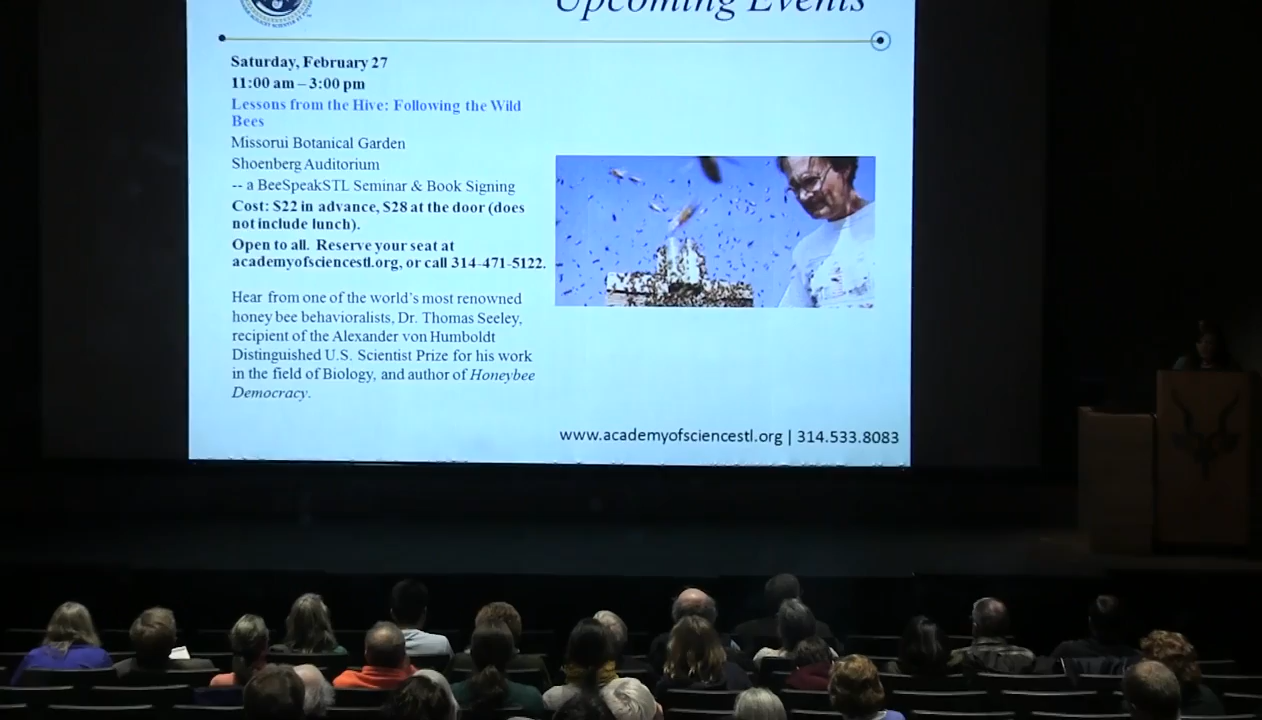 Upcoming Events
Saturday, February 27
11:00 am – 3:00 pm
Lessons from the Hive: Following the Wild
Bees
Missorui Botanical Garden
Shoenberg Auditorium
-- a BeeSpeakSTL Seminar & Book Signing
Cost: $22 in advance, $28 at the door (does
not include lunch).
Open to all. Reserve your seat at
academyofsciencestl.org, or call 314-471-5122.
Hear from one of the world's most renowned
honey bee behavioralists, Dr. Thomas Seeley,
recipient of the Alexander von Humboldt
Distinguished U.S. Scientist Prize for his work
in the field of Biology, and author of Honeybee
Democracy.
www.academyofsciencestl.org | 314.533.8083